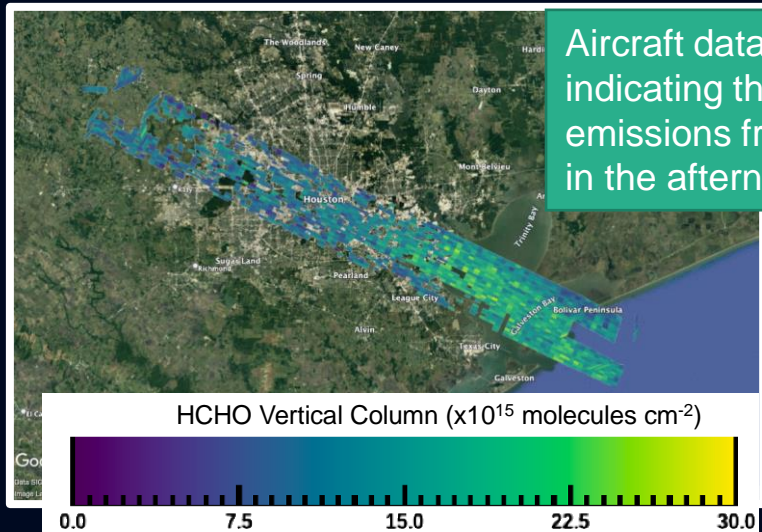 The Woodlands
New Caney
Spring
Dayton
Humble
Mont Belvieu
Houston
Trinity Bay
Sugar Land
Richmond
Pearland
League City
Alvin
Galveston Bay
Bolivar Peninsula
Texas City
Galveston
Aircraft data
indicating th
emissions fr
in the aftern
HCHO Vertical Column (x10¹⁵ molecules cm⁻²)
0.0 7.5 15.0 22.5 30.0